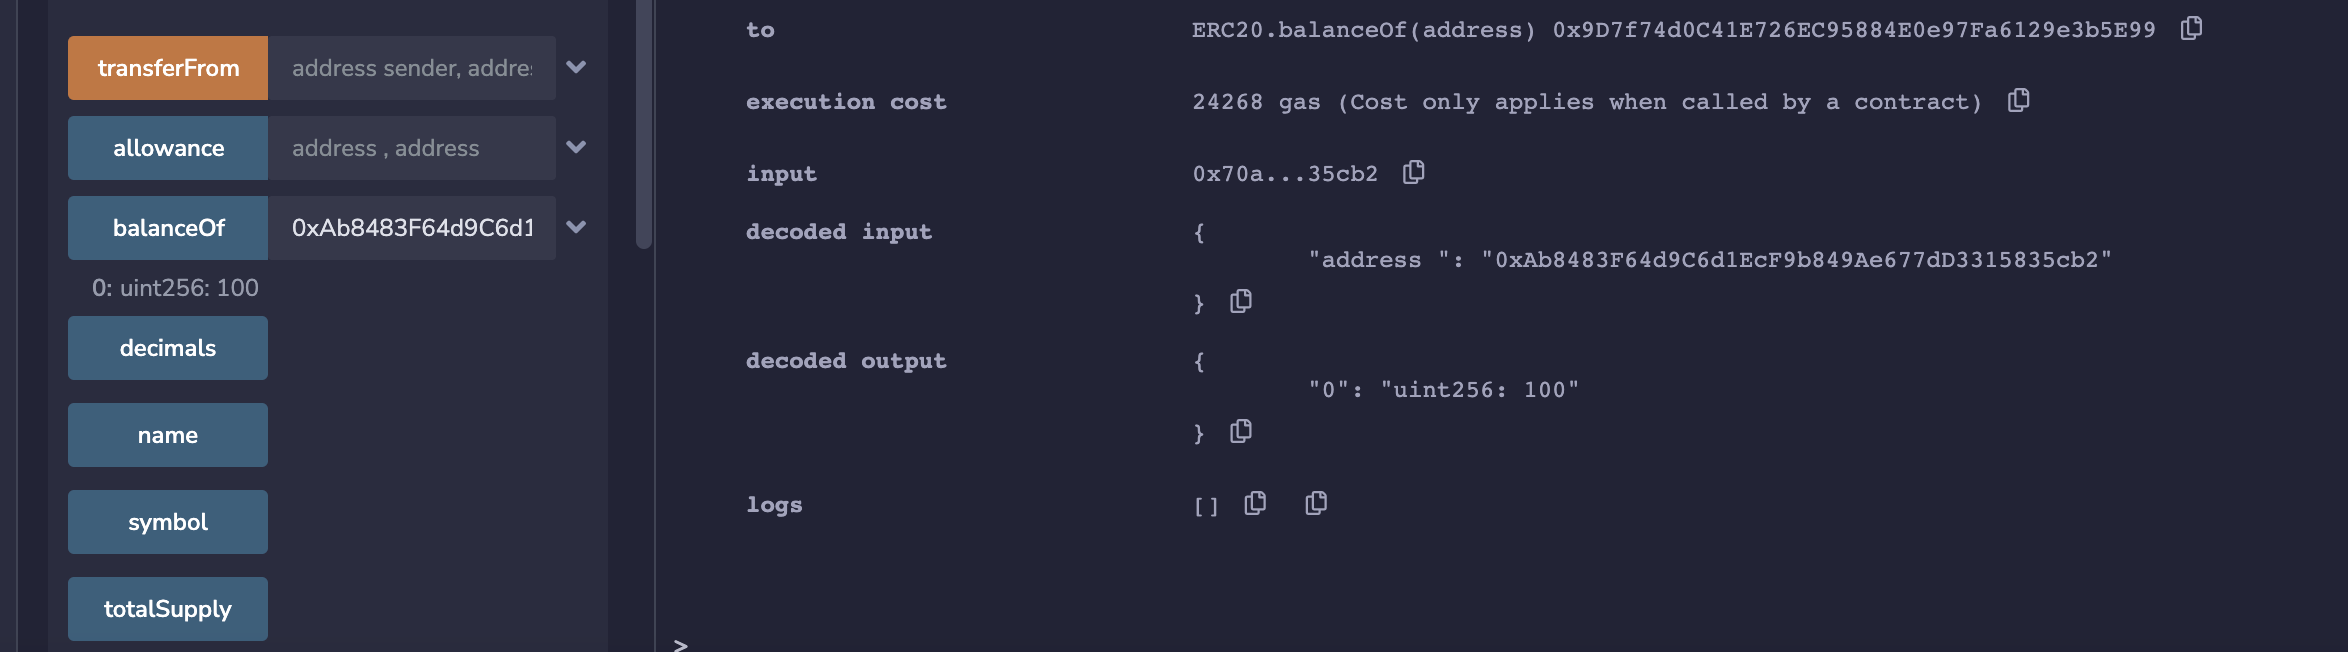 transferFrom address sender, addre
allowance address , address
balanceOf 0xAb8483F64d9C6d1
0: uint256: 100
decimals
name
symbol
totalSupply
to ERC20.balanceOf(address) 0x9D7f74d0C41E726EC95884E0e97Fa6129e3b5E99
execution cost 24268 gas (Cost only applies when called by a contract)
input 0x70a...35cb2
decoded input {
"address ": "0xAb8483F64d9C6d1EcF9b849Ae677dD3315835cb2"
}
decoded output {
"0": "uint256: 100"
}
logs []
>